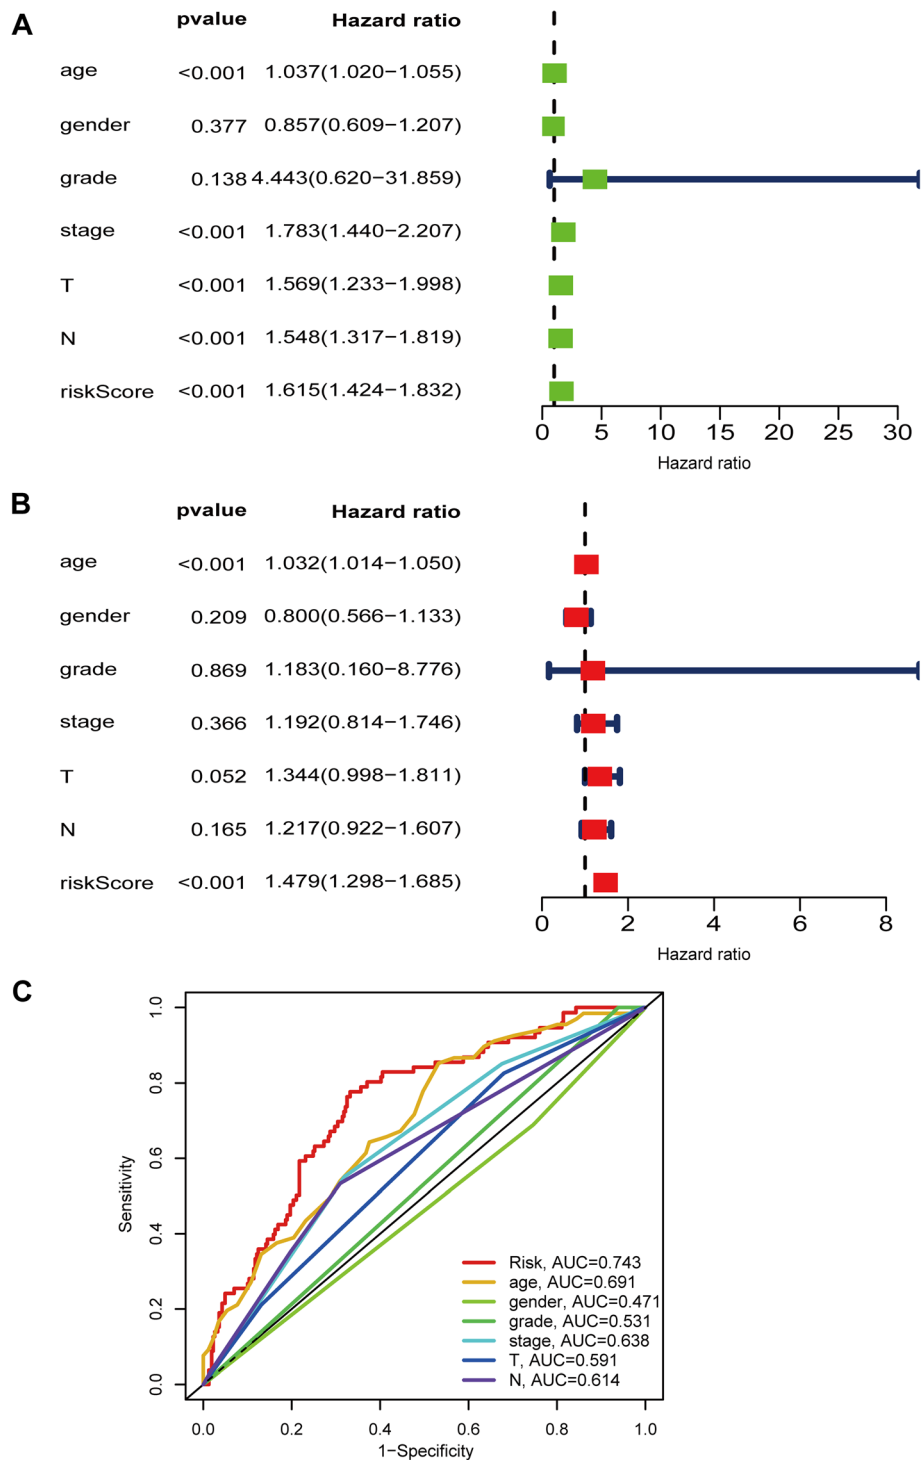 A
pvalue Hazard ratio
age <0.001 1.037(1.020−1.055)
gender 0.377 0.857(0.609−1.207)
grade 0.138 4.443(0.620−31.859)
stage <0.001 1.783(1.440−2.207)
T <0.001 1.569(1.233−1.998)
N <0.001 1.548(1.317−1.819)
riskScore <0.001 1.615(1.424−1.832)
0 5 10 15 20 25 30
Hazard ratio
B
pvalue Hazard ratio
age <0.001 1.032(1.014−1.050)
gender 0.209 0.800(0.566−1.133)
grade 0.869 1.183(0.160−8.776)
stage 0.366 1.192(0.814−1.746)
T 0.052 1.344(0.998−1.811)
N 0.165 1.217(0.922−1.607)
riskScore <0.001 1.479(1.298−1.685)
0 2 4 6 8
Hazard ratio
C
1.0
0.8
0.6
0.4
0.2
0.0
Sensitivity
Risk, AUC=0.743
age, AUC=0.691
gender, AUC=0.471
grade, AUC=0.531
stage, AUC=0.638
T, AUC=0.591
N, AUC=0.614
0.0 0.2 0.4 0.6 0.8 1.0
1−Specificity